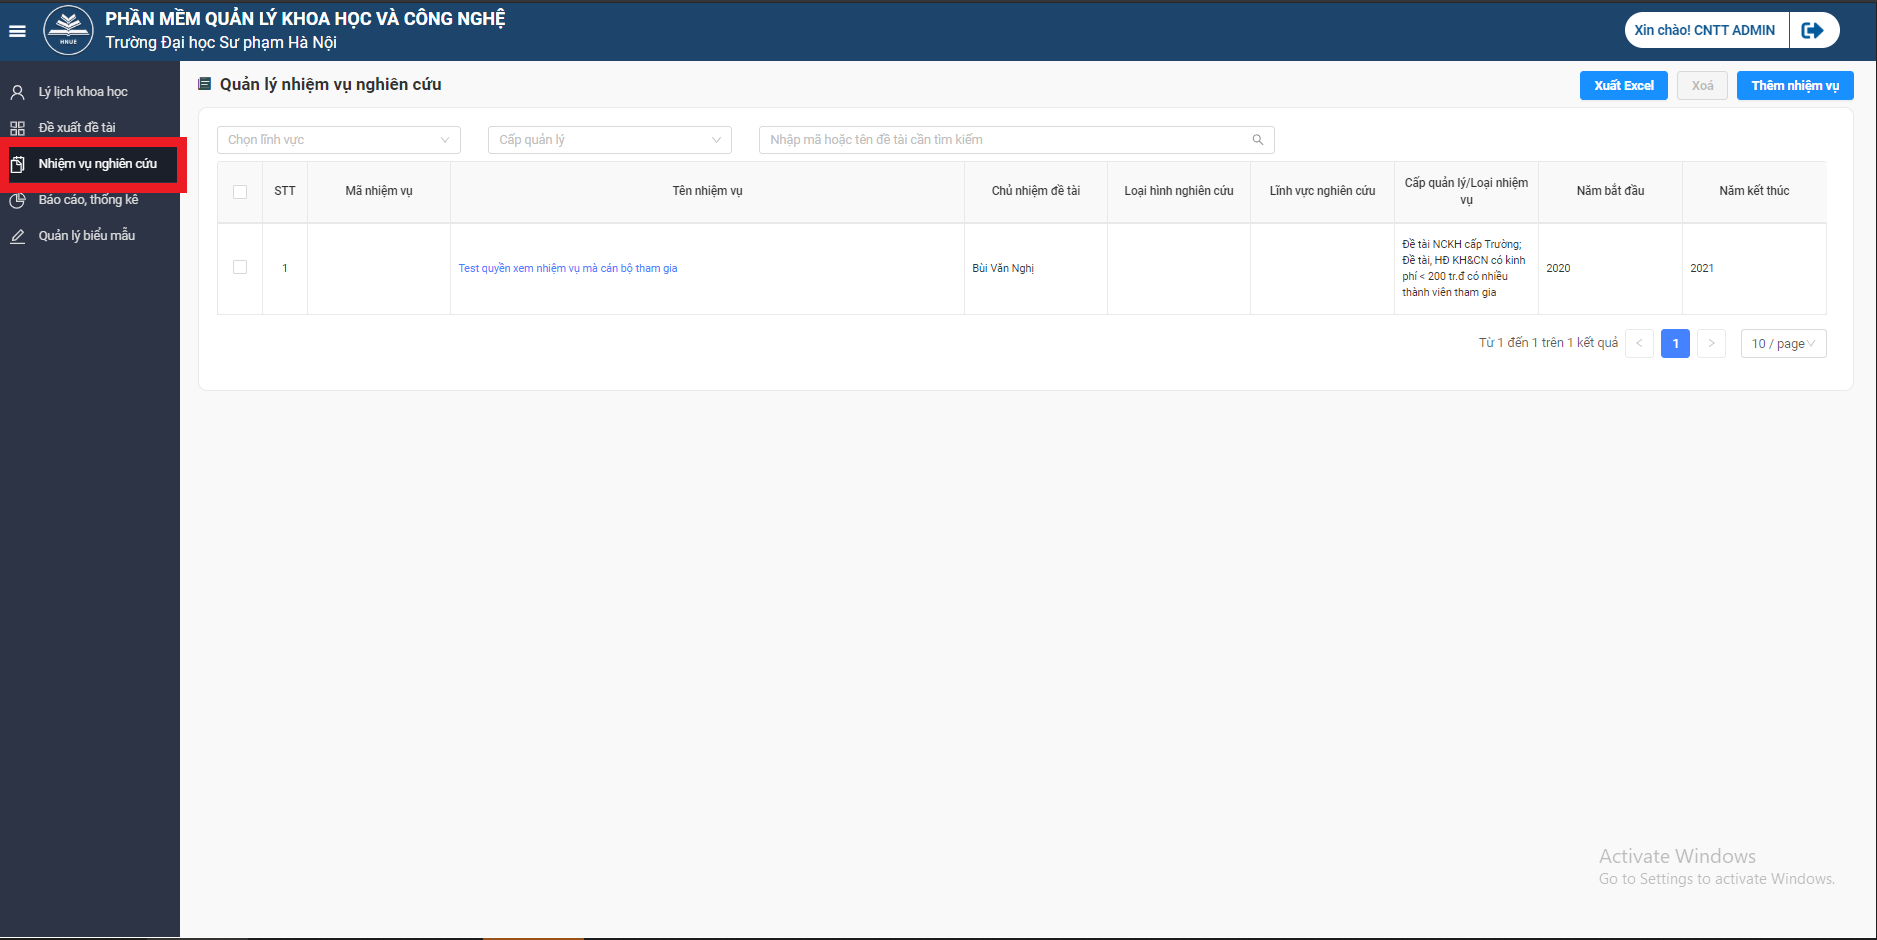 PHẦN MỀM QUẢN LÝ KHOA HỌC VÀ CÔNG NGHỆ
Trường Đại học Sư phạm Hà Nội
HNUE
Xin chào! CNTT ADMIN
Lý lịch khoa học
Đề xuất đề tài
Nhiệm vụ nghiên cứu
Báo cáo, thống kê
Quản lý biểu mẫu
Quản lý nhiệm vụ nghiên cứu
Xuất Excel
Xoá
Thêm nhiệm vụ
Chọn lĩnh vực
Cấp quản lý
Nhập mã hoặc tên đề tài cần tìm kiếm
STT
Mã nhiệm vụ
Tên nhiệm vụ
Chủ nhiệm đề tài
Loại hình nghiên cứu
Lĩnh vực nghiên cứu
Cấp quản lý/Loại nhiệm
vụ
Năm bắt đầu
Năm kết thúc
1
Test quyền xem nhiệm vụ mà cán bộ tham gia
Bùi Văn Nghị
Đề tài NCKH cấp Trường;
Đề tài, HĐ KH&CN có kinh
phí < 200 tr.đ có nhiều
thành viên tham gia
2020
2021
Từ 1 đến 1 trên 1 kết quả
<
1
>
10 / page
Activate Windows
Go to Settings to activate Windows.